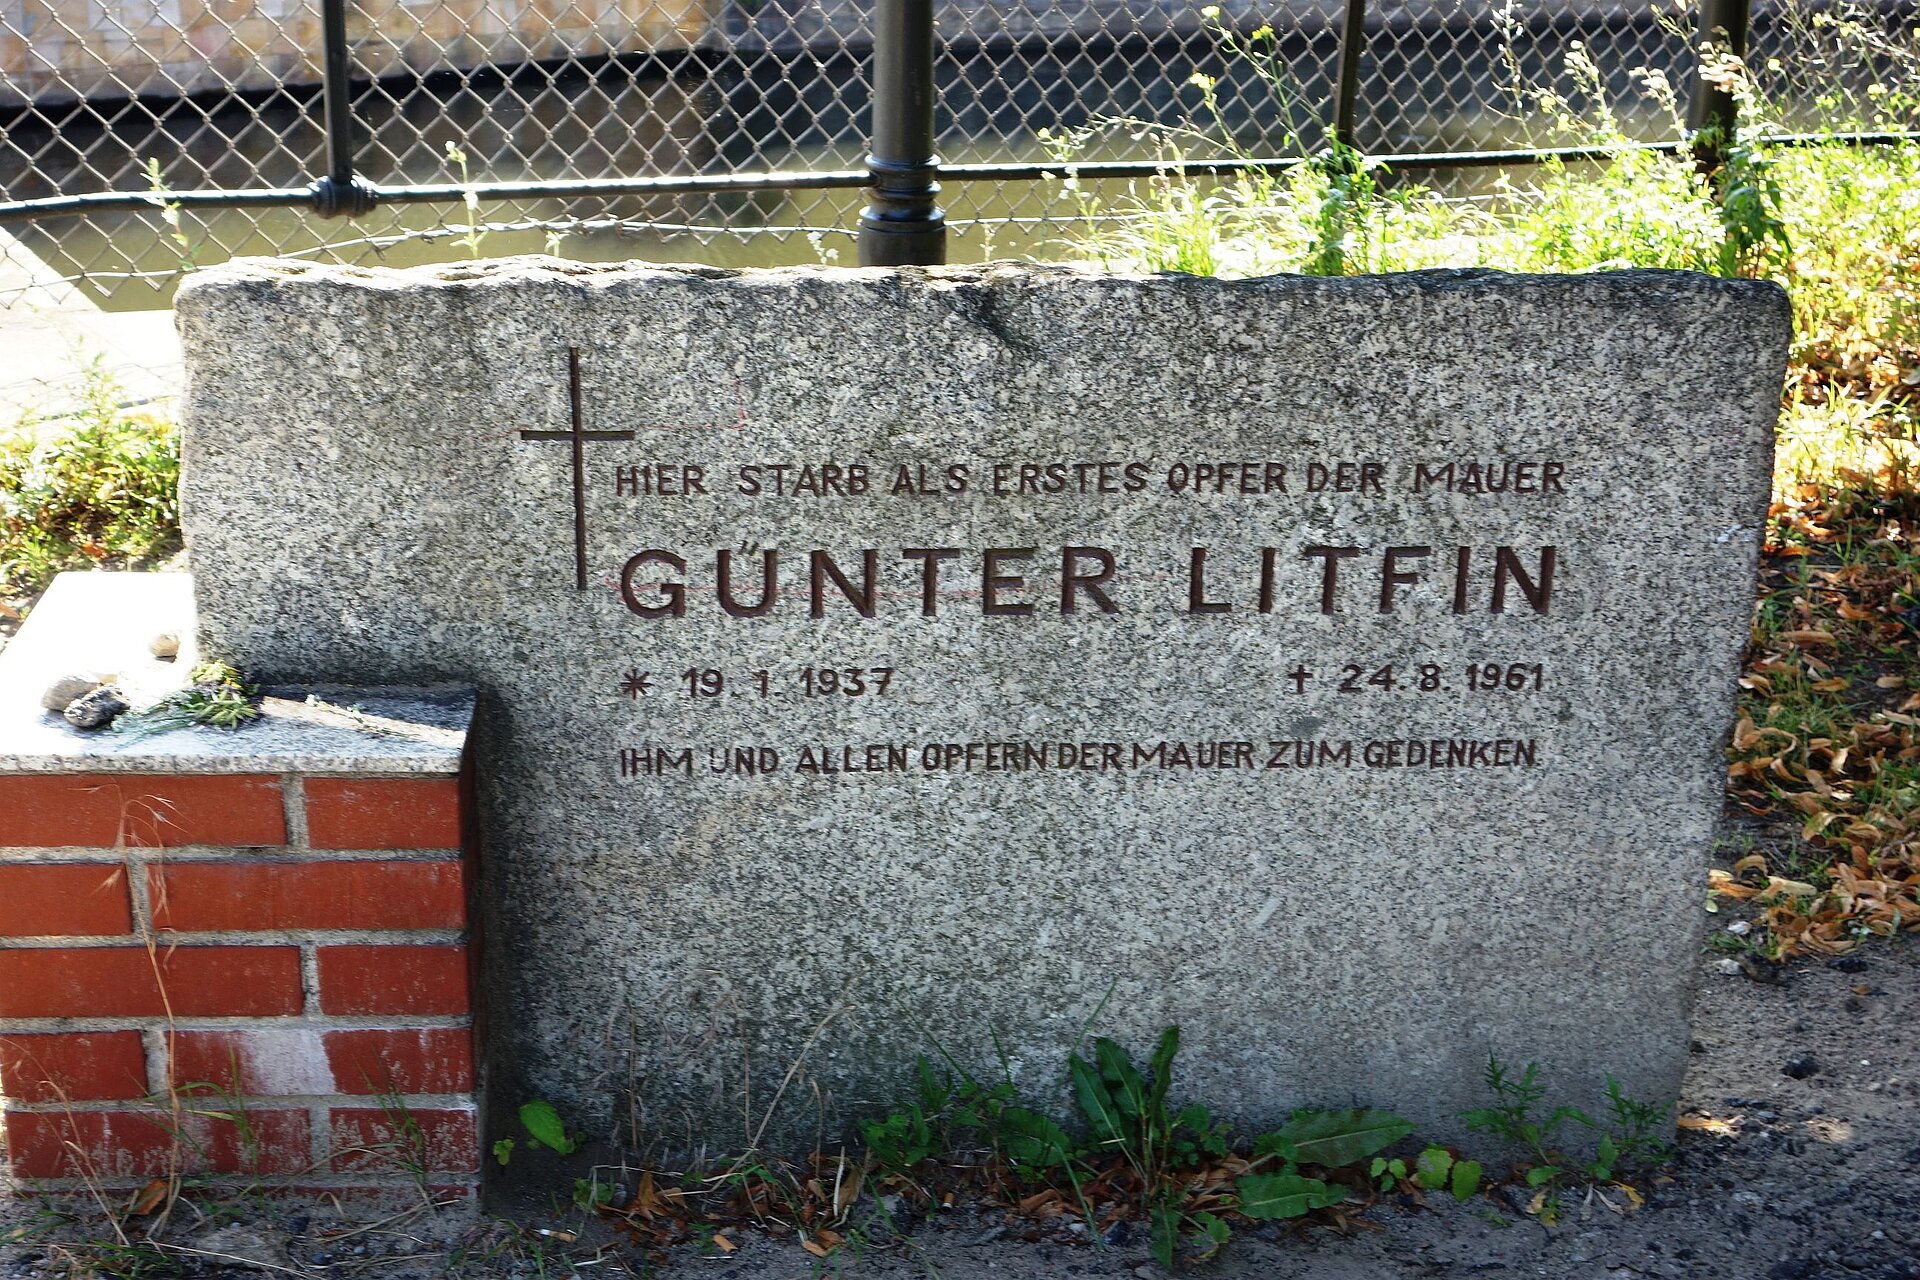 HIER STARB ALS ERSTES OPFER DER MAUER
GÜNTER LITFIN
* 19.1.1937 † 24.8.1961
IHM UND ALLEN OPFERN DER MAUER ZUM GEDENKEN